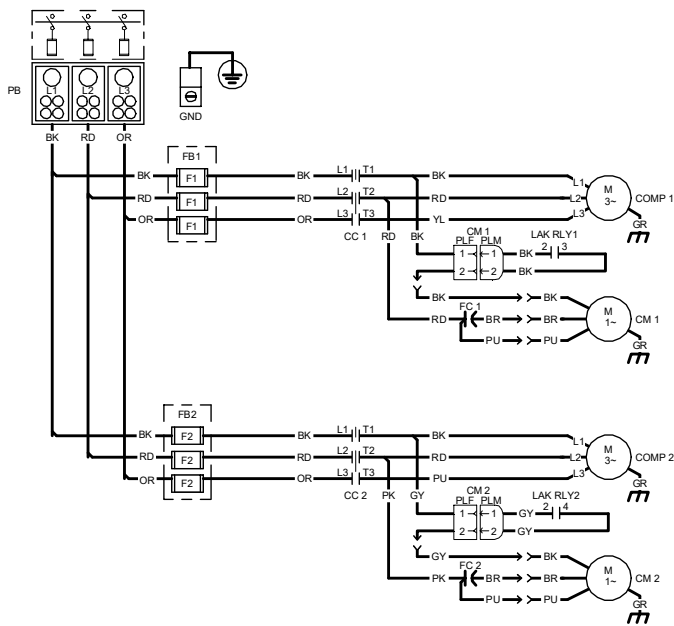 PB
L1 L2 L3
GND
BK RD OR
FB1
BK F1 BK L1 T1 BK L1 M 3~ COMP 1
RD F1 RD L2 T2 RD L2
OR F1 OR L3 T3 YL L3
CC 1
RD BK
GR
CM 1
PLF PLM
LAK RLY1
1 1 BK 2 3
2 2 BK
BK BK
FC 1
M 1~ CM 1
RD BR BR
PU PU
GR
FB2
BK F2 BK L1 T1 BK L1 M 3~ COMP 2
RD F2 RD L2 T2 RD L2
OR F2 OR L3 T3 PU L3
CC 2
PK GY
GR
CM 2
PLF PLM
LAK RLY2
1 1 GY 2 4
2 2 GY
GY BK
FC 2
M 1~ CM 2
PK BR BR
PU PU
GR